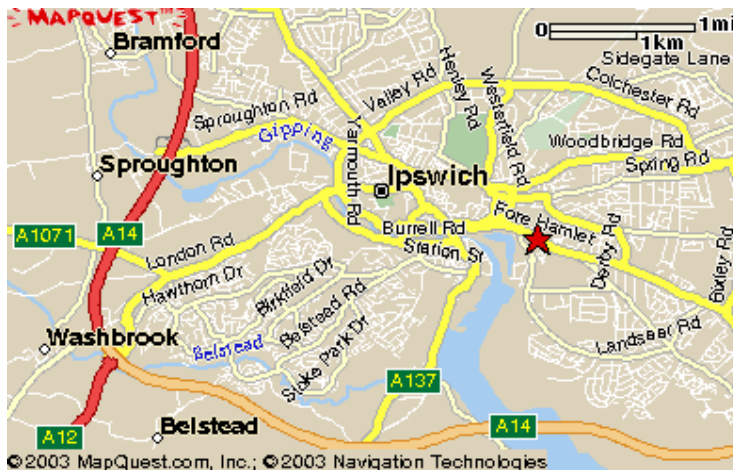 MAPQUEST
Bramford
0 1mi
1km
Sidegate Lane
Henley Rd
Westerfield Rd
Valley Rd
Colchester Rd
Sproughton Rd
Gipping
Yarmouth Rd
Woodbridge Rd
Spring Rd
Sproughton
Ipswich
Fore Hamlet
A1071
A14
London Rd
Burrell Rd
Station St
Derby Rd
Bixley Rd
Hawthorn Dr
Birkfield Dr
Belstead Rd
Landseer Rd
Washbrook
Belstead
Stoke Park Dr
A137
A12
Belstead
A14
©2003 MapQuest.com, Inc.; ©2003 Navigation Technologies